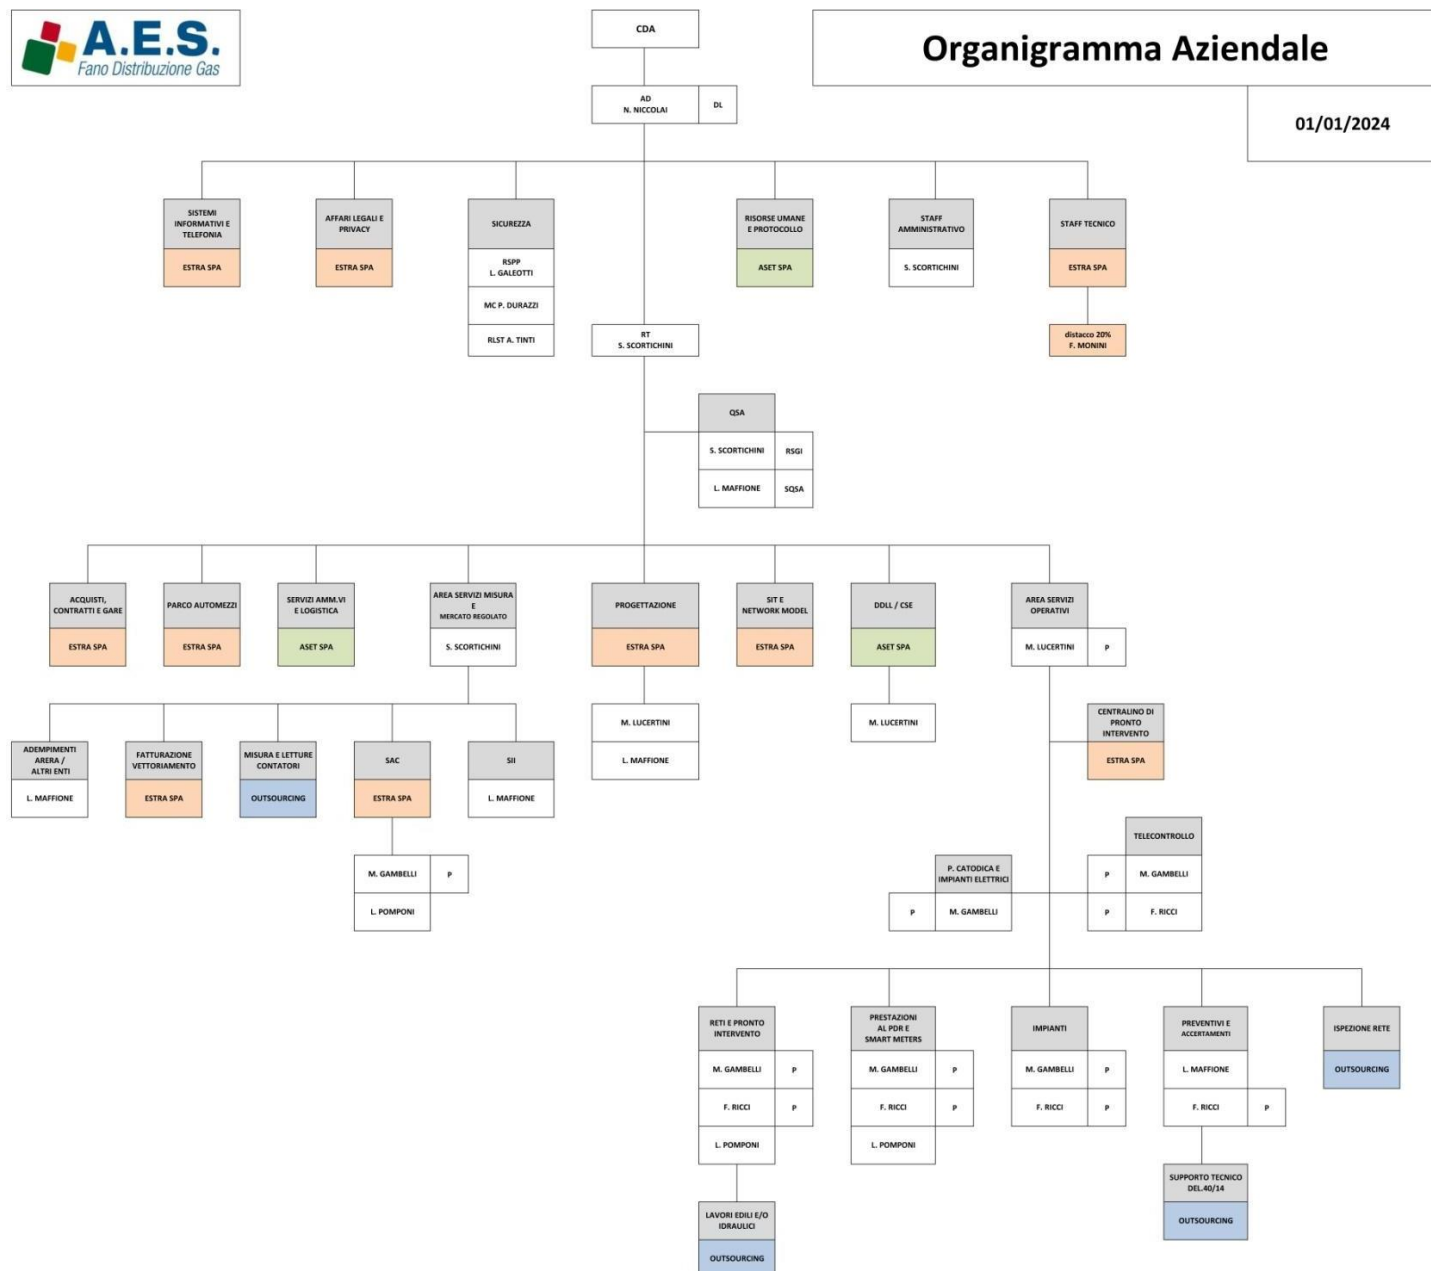 A.E.S.
Fano Distribuzione Gas
CDA
Organigramma Aziendale
AD
N. NICCOLAI
DL
01/01/2024
SISTEMI
INFORMATIVI E
TELEFONIA
ESTRA SPA
AFFARI LEGALI E
PRIVACY
ESTRA SPA
SICUREZZA
RSPP
L. GALEOTTI
MC P. DURAZZI
RLST A. TINTI
RISORSE UMANE
E PROTOCOLLO
ASET SPA
STAFF
AMMINISTRATIVO
S. SCORTICHINI
STAFF TECNICO
ESTRA SPA
distacco 20%
F. MONINI
RT
S. SCORTICHINI
QSA
S. SCORTICHINI
RSGI
L. MAFFIONE
SQSA
ACQUISTI,
CONTRATTI E GARE
ESTRA SPA
PARCO AUTOMEZZI
ESTRA SPA
SERVIZI AMM.VI
E LOGISTICA
ASET SPA
AREA SERVIZI MISURA
E
MERCATO REGOLATO
S. SCORTICHINI
PROGETTAZIONE
ESTRA SPA
M. LUCERTINI
L. MAFFIONE
SIT E
NETWORK MODEL
ESTRA SPA
DDLL / CSE
ASET SPA
M. LUCERTINI
AREA SERVIZI
OPERATIVI
M. LUCERTINI
P
ADEMPIMENTI
ARERA /
ALTRI ENTI
L. MAFFIONE
FATTURAZIONE
VETTORIAMENTO
ESTRA SPA
MISURA E LETTURE
CONTATORI
OUTSOURCING
SAC
ESTRA SPA
M. GAMBELLI
P
L. POMPONI
SII
L. MAFFIONE
CENTRALINO DI
PRONTO
INTERVENTO
ESTRA SPA
TELECONTROLLO
P
M. GAMBELLI
P
F. RICCI
P. CATODICA E
IMPIANTI ELETTRICI
P
M. GAMBELLI
RETI E PRONTO
INTERVENTO
M. GAMBELLI
P
F. RICCI
P
L. POMPONI
LAVORI EDILI E/O
IDRAULICI
OUTSOURCING
PRESTAZIONI
AL PDR E
SMART METERS
M. GAMBELLI
P
F. RICCI
P
L. POMPONI
IMPIANTI
M. GAMBELLI
P
F. RICCI
P
PREVENTIVI E
ACCERTAMENTI
L. MAFFIONE
F. RICCI
P
SUPPORTO TECNICO
DEL.40/14
OUTSOURCING
ISPEZIONE RETE
OUTSOURCING